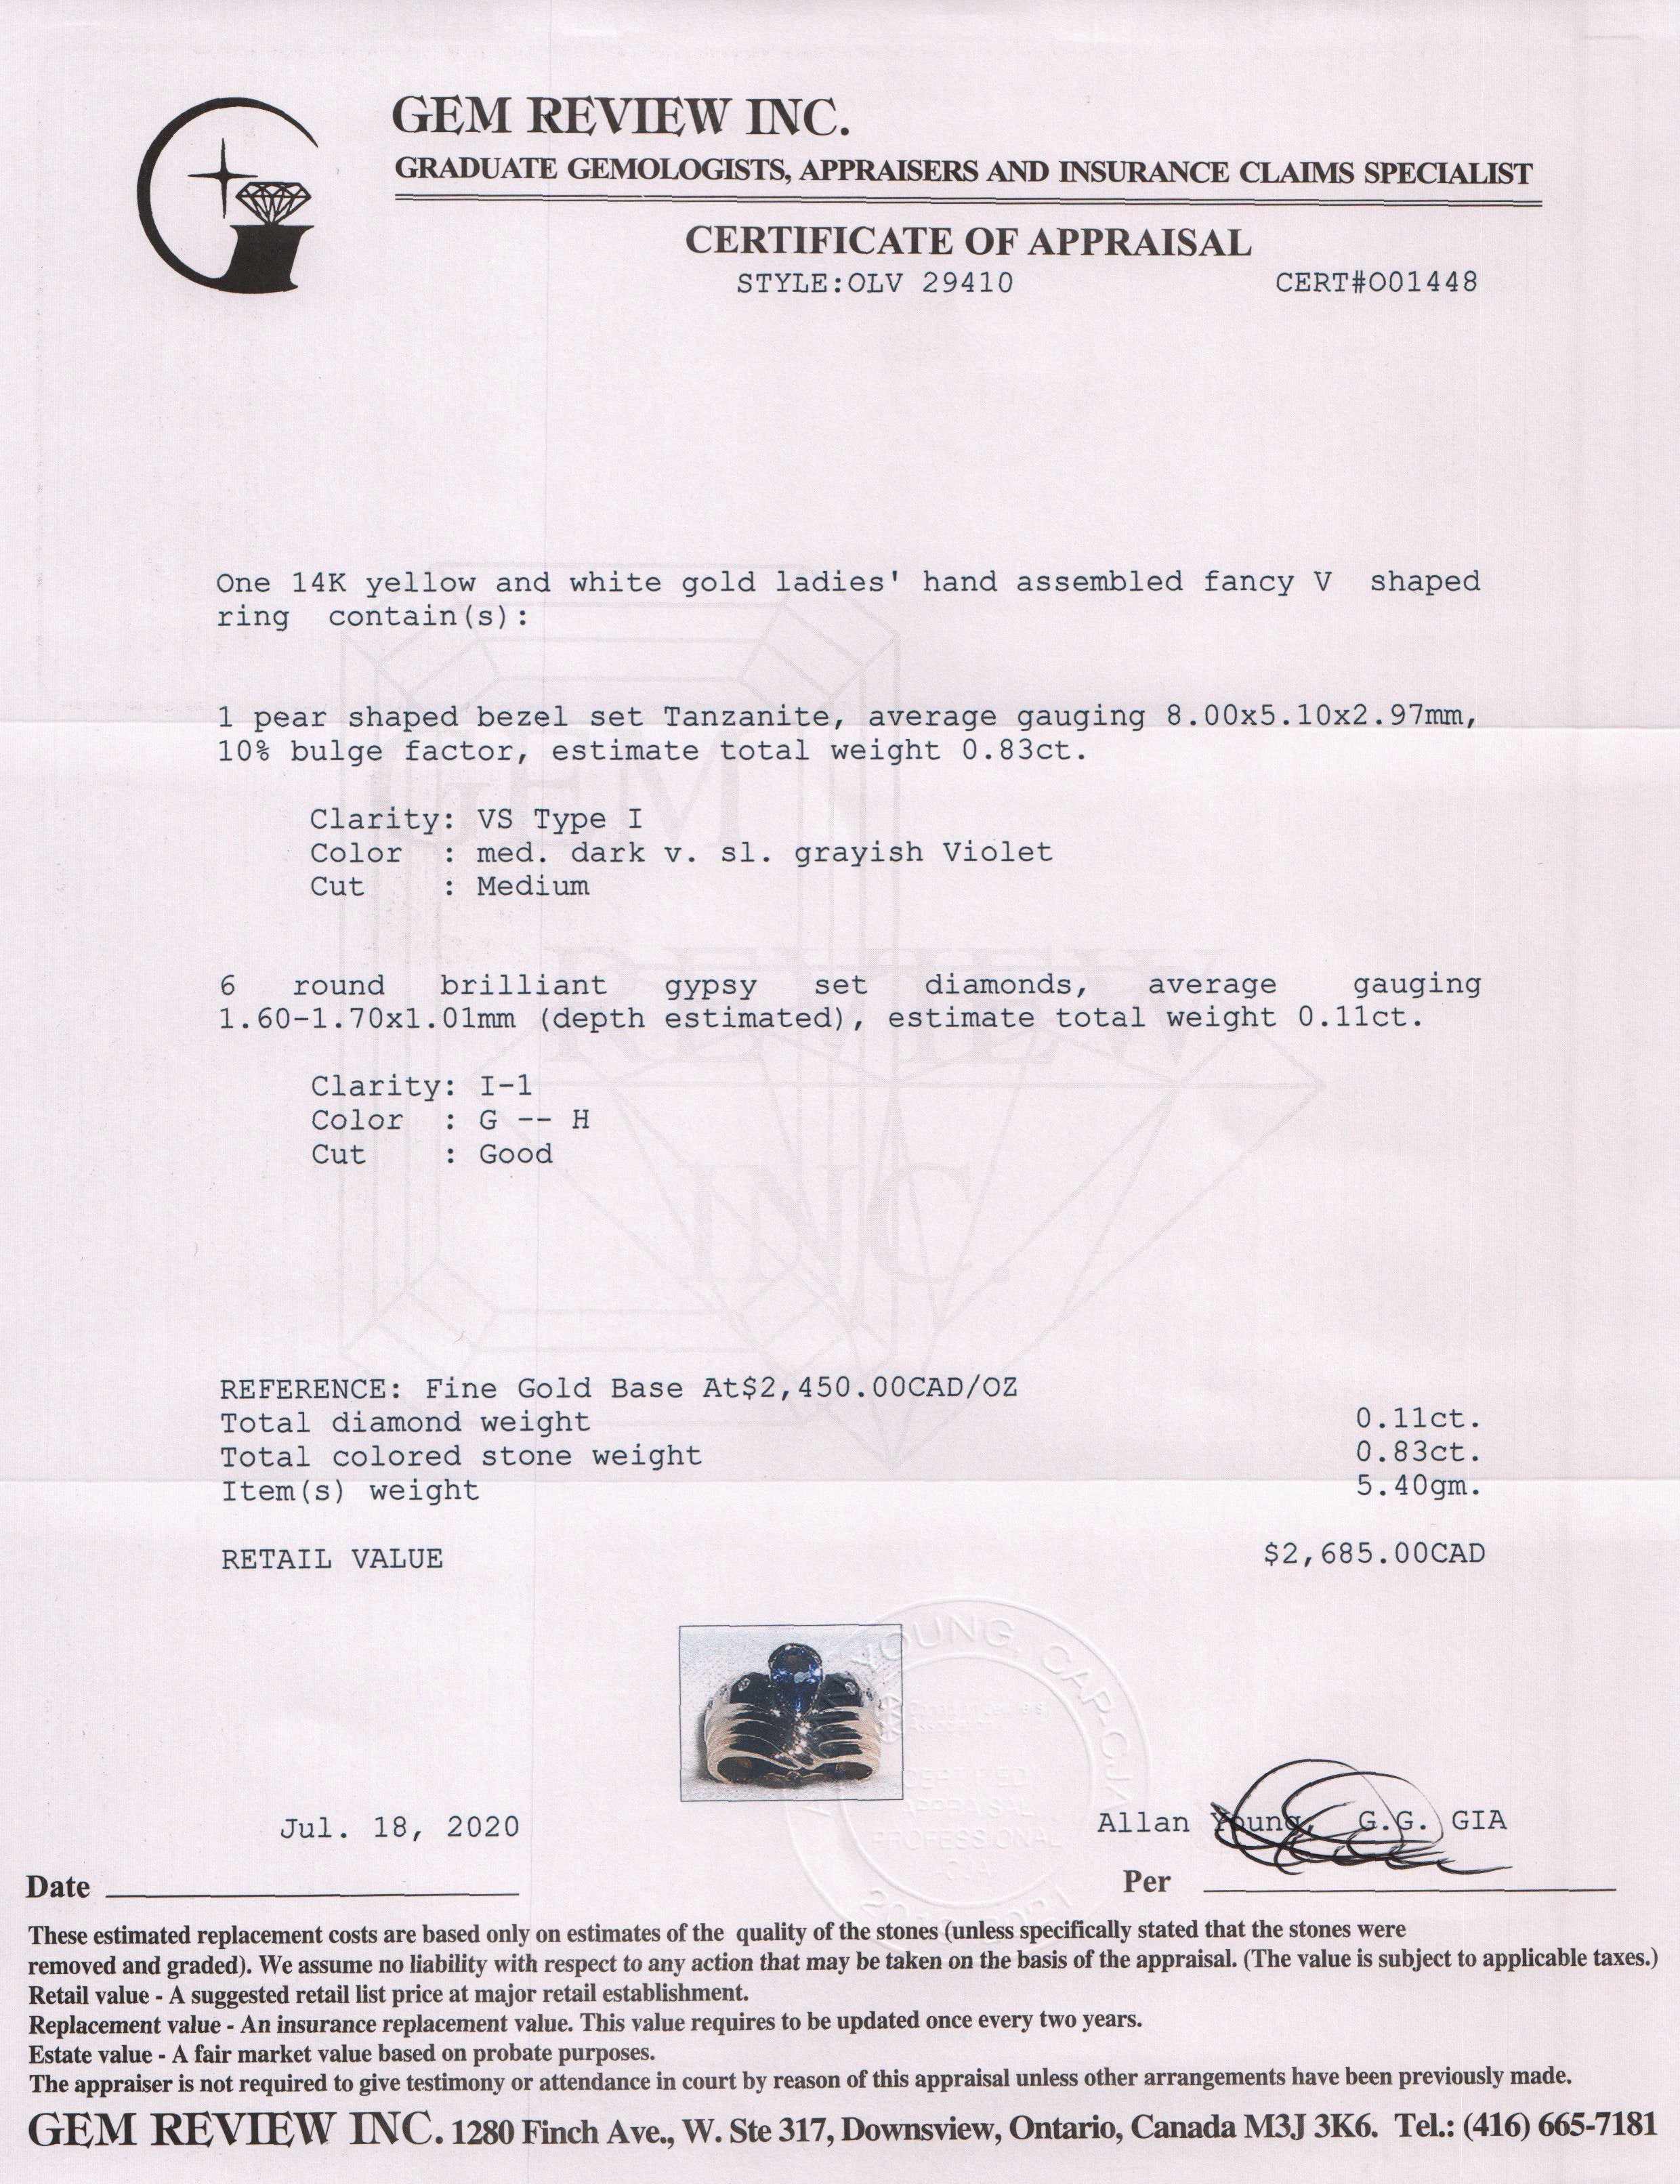 GEM REVIEW INC.
GRADUATE GEMOLOGISTS, APPRAISERS AND INSURANCE CLAIMS SPECIALIST
CERTIFICATE OF APPRAISAL
STYLE:OLV 29410 CERT#O01448
One 14K yellow and white gold ladies' hand assembled fancy V shaped
ring contain(s):
1 pear shaped bezel set Tanzanite, average gauging 8.00x5.10x2.97mm,
10% bulge factor, estimate total weight 0.83ct.
Clarity: VS Type I
Color : med. dark v. sl. grayish Violet
Cut : Medium
6 round brilliant gypsy set diamonds, average gauging
1.60-1.70x1.01mm (depth estimated), estimate total weight 0.11ct.
Clarity: I-1
Color : G -- H
Cut : Good
GEM
REVIEW
INC.
REFERENCE: Fine Gold Base At$2,450.00CAD/OZ
Total diamond weight 0.11ct.
Total colored stone weight 0.83ct.
Item(s) weight 5.40gm.
RETAIL VALUE $2,685.00CAD
YOUNG, CAP-CJA
CERTIFIED
APPRAISAL
PROFESSIONAL
CJA
Jul. 18, 2020 Allan Young, G.G. GIA
Date Per
These estimated replacement costs are based only on estimates of the quality of the stones (unless specifically stated that the stones were
removed and graded). We assume no liability with respect to any action that may be taken on the basis of the appraisal. (The value is subject to applicable taxes.)
Retail value - A suggested retail list price at major retail establishment.
Replacement value - An insurance replacement value. This value requires to be updated once every two years.
Estate value - A fair market value based on probate purposes.
The appraiser is not required to give testimony or attendance in court by reason of this appraisal unless other arrangements have been previously made.
GEM REVIEW INC. 1280 Finch Ave., W. Ste 317, Downsview, Ontario, Canada M3J 3K6. Tel.: (416) 665-7181